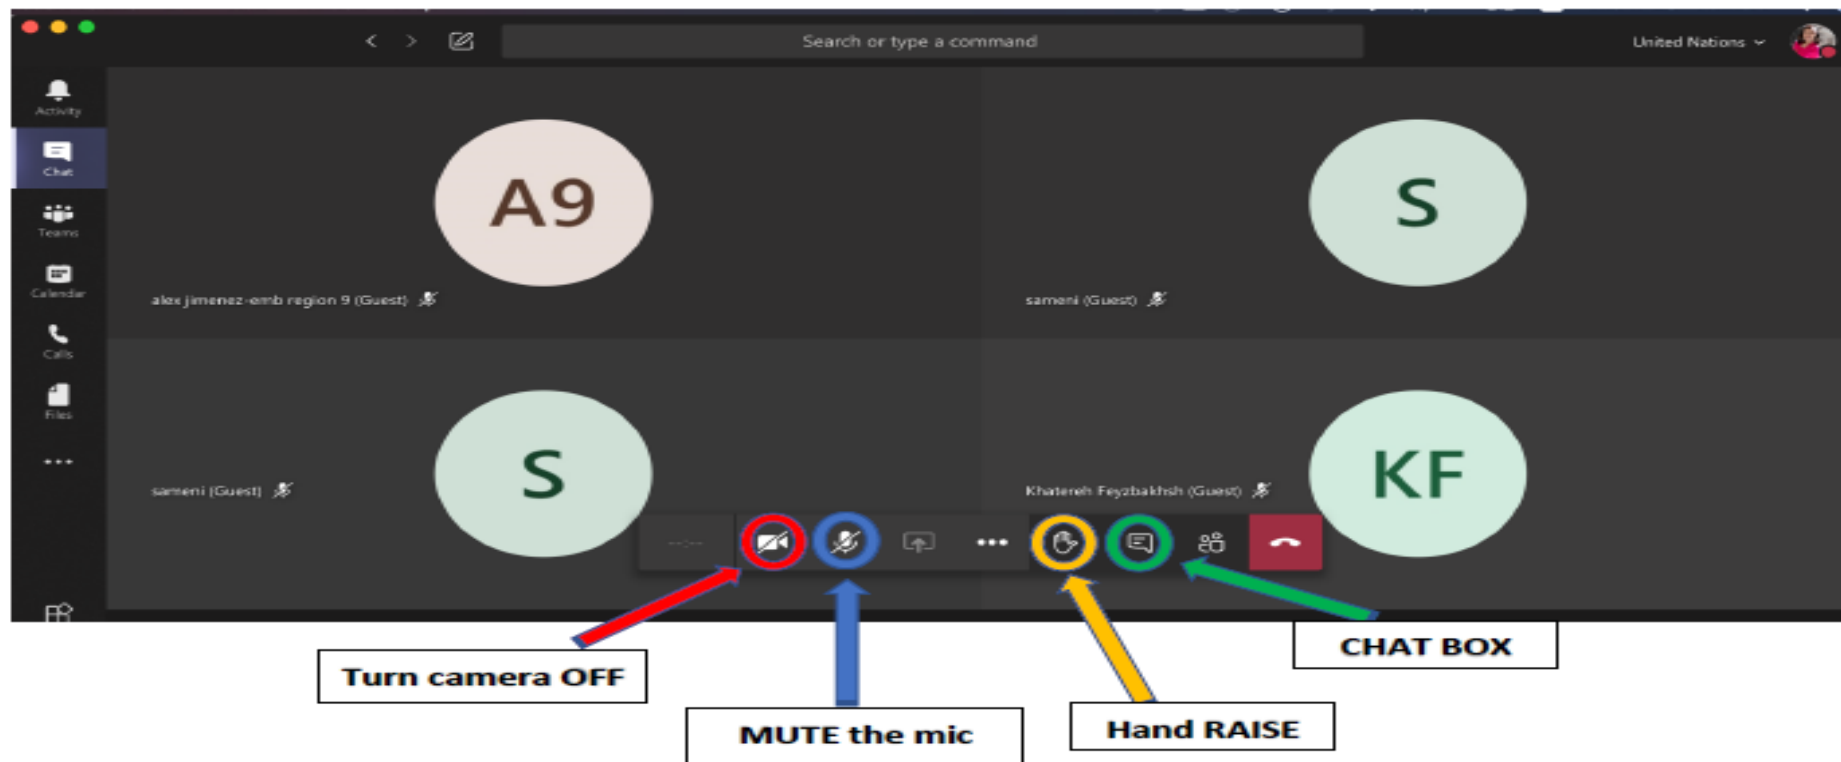 Search or type a command
United Nations
Activity
Chat
Teams
Calendar
Calls
Files
A9
alex jimenez-emb region 9 (Guest)
S
sameni (Guest)
S
sameni (Guest)
KF
Khatereh Feyzbakhsh (Guest)
--:--
Turn camera OFF
MUTE the mic
Hand RAISE
CHAT BOX